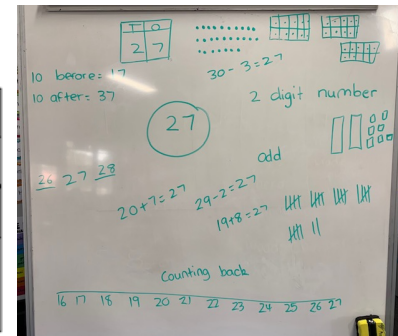 T O
2 7
30 - 3 = 27
10 before: 17
10 after: 37
2 digit number
27
odd
26 27 28
20+7=27
29-2=27
19+8=27
counting back
16 17 18 19 20 21 22 23 24 25 26 27